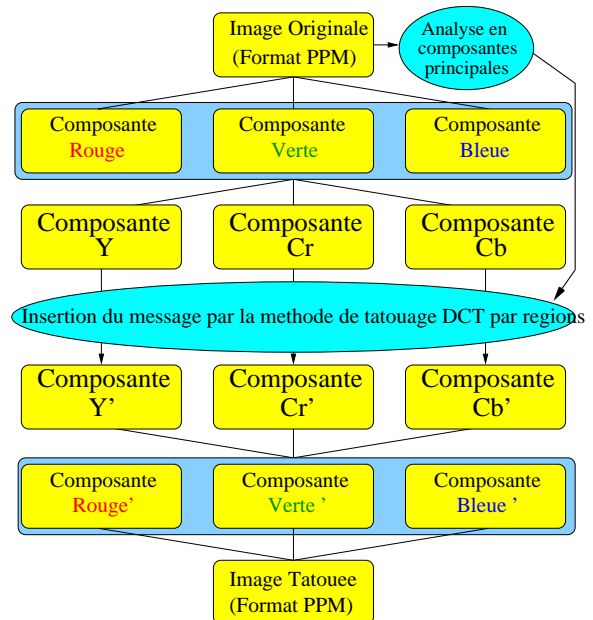 Image Originale
(Format PPM)
Analyse en
composantes
principales
Composante
Rouge
Composante
Verte
Composante
Bleue
Composante
Y
Composante
Cr
Composante
Cb
Insertion du message par la methode de tatouage DCT par regions
Composante
Y'
Composante
Cr'
Composante
Cb'
Composante
Rouge'
Composante
Verte '
Composante
Bleue '
Image Tatouee
(Format PPM)